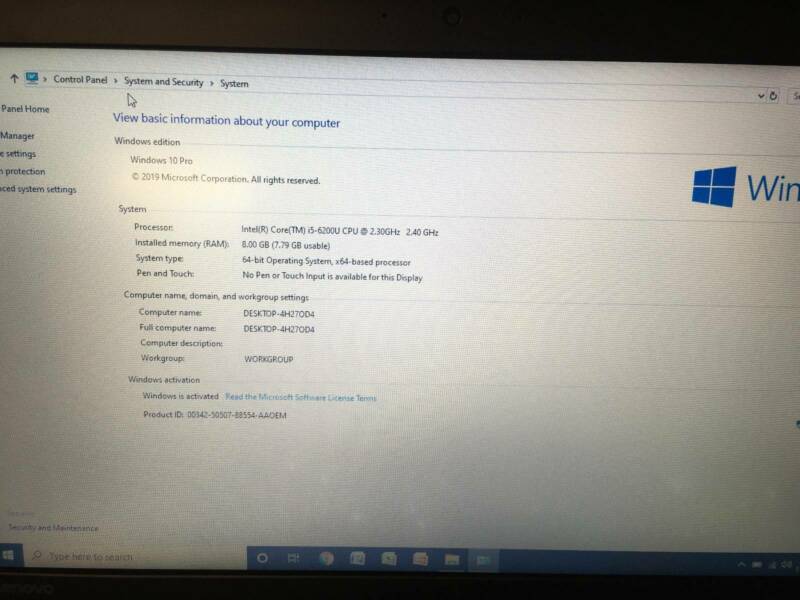 Control Panel > System and Security > System
Panel Home
View basic information about your computer
Manager
e settings
Windows edition
Windows 10 Pro
n protection
© 2019 Microsoft Corporation. All rights reserved.
nced system settings
Win
System
Processor: Intel(R) Core(TM) i5-6200U CPU @ 2.30GHz 2.40 GHz
Installed memory (RAM): 8.00 GB (7.79 GB usable)
System type: 64-bit Operating System, x64-based processor
Pen and Touch: No Pen or Touch Input is available for this Display
Computer name, domain, and workgroup settings
Computer name: DESKTOP-4H27OD4
Full computer name: DESKTOP-4H27OD4
Computer description:
Workgroup: WORKGROUP
Windows activation
Windows is activated Read the Microsoft Software License Terms
Product ID: 00342-50507-88554-AAOEM
Security and Maintenance
Type here to search